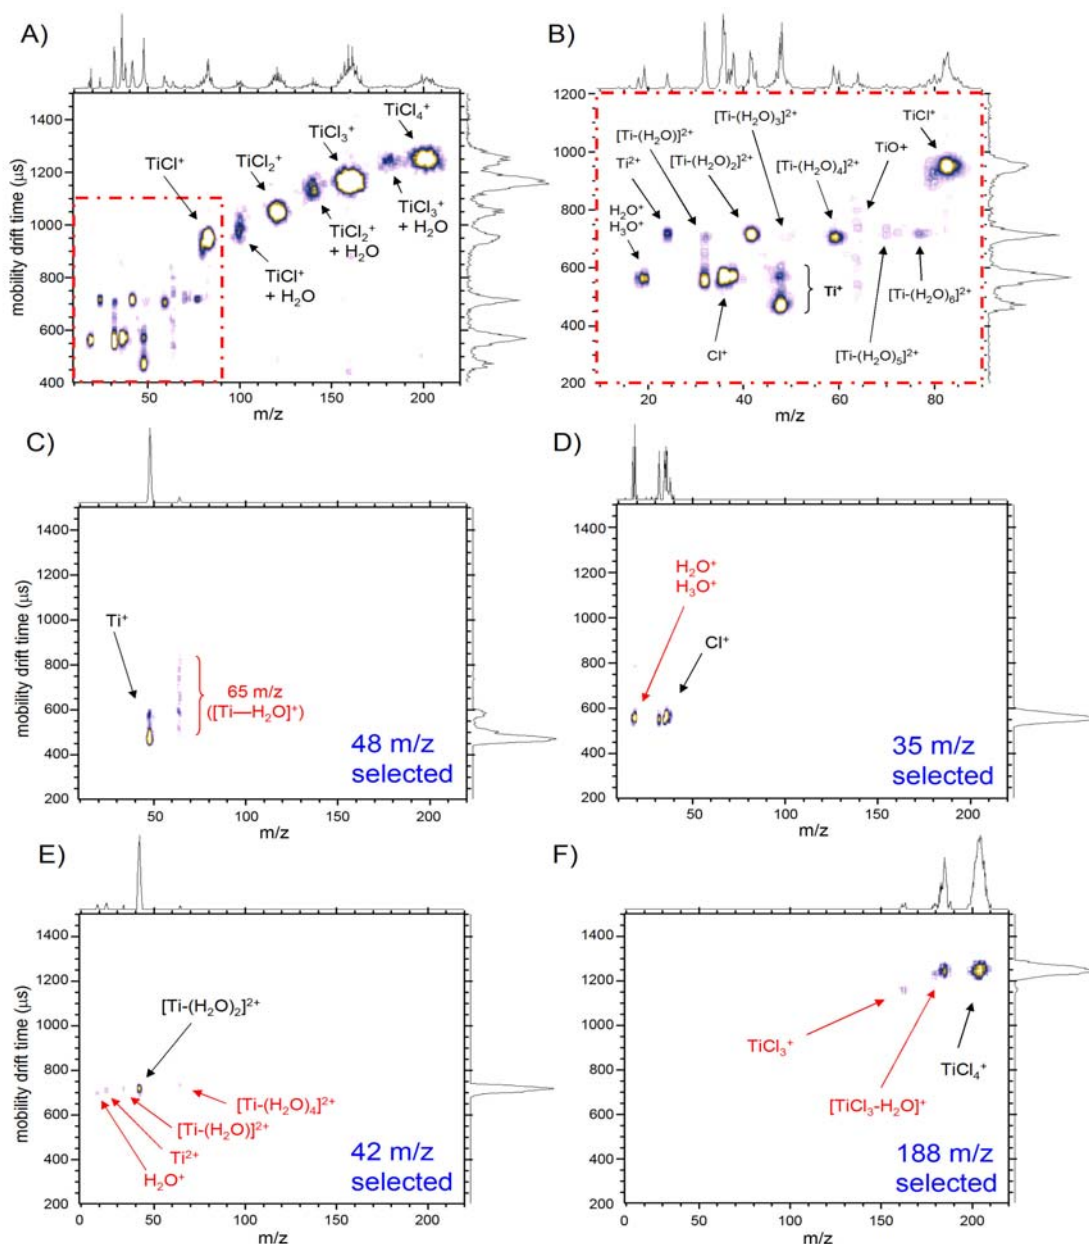 A)
mobility drift time (µs)
1400
1200
1000
800
600
400
50
100
150
200
m/z
TiCl⁺
TiCl₂⁺
TiCl₃⁺
TiCl₄⁺
TiCl⁺
+ H₂O
TiCl₂⁺
+ H₂O
TiCl₃⁺
+ H₂O
B)
1200
1000
800
600
400
200
20
40
60
80
m/z
[Ti-(H₂O)₃]²⁺
TiCl⁺
[Ti-(H₂O)]²⁺
TiO+
Ti²⁺
[Ti-(H₂O)₂]²⁺
[Ti-(H₂O)₄]²⁺
H₂O⁺
H₃O⁺
Ti⁺
[Ti-(H₂O)₆]²⁺
Cl⁺
[Ti-(H₂O)₅]²⁺
C)
mobility drift time (µs)
1400
1200
1000
800
600
400
200
0
50
100
150
200
m/z
Ti⁺
65 m/z
([Ti—H₂O]⁺)
48 m/z
selected
D)
1400
1200
1000
800
600
400
200
50
100
150
200
m/z
H₂O⁺
H₃O⁺
Cl⁺
35 m/z
selected
E)
mobility drift time (µs)
1400
1200
1000
800
600
400
200
0
50
100
150
200
m/z
[Ti-(H₂O)₂]²⁺
[Ti-(H₂O)₄]²⁺
[Ti-(H₂O)]²⁺
Ti²⁺
H₂O⁺
42 m/z
selected
F)
1400
1200
1000
800
600
400
200
0
50
100
150
200
m/z
TiCl₃⁺
TiCl₄⁺
[TiCl₃-H₂O]⁺
188 m/z
selected